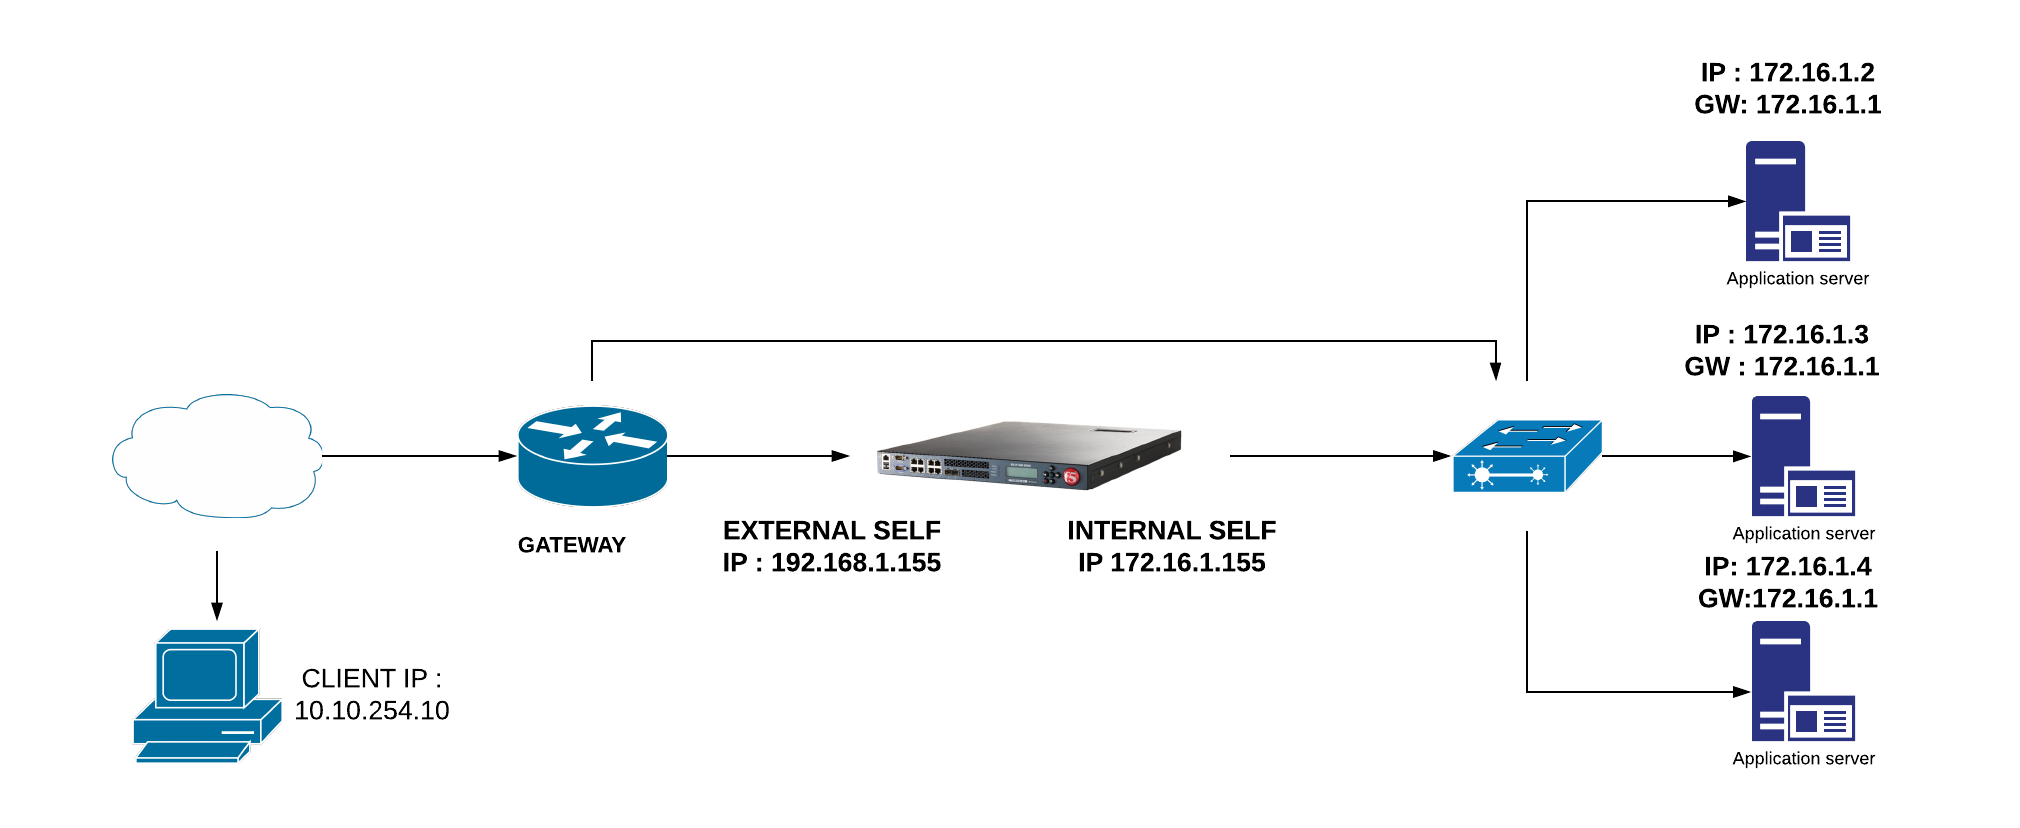 IP : 172.16.1.2
GW: 172.16.1.1
Application server
IP : 172.16.1.3
GW : 172.16.1.1
Application server
IP: 172.16.1.4
GW:172.16.1.1
Application server
GATEWAY
EXTERNAL SELF
IP : 192.168.1.155
INTERNAL SELF
IP 172.16.1.155
f5
CLIENT IP :
10.10.254.10